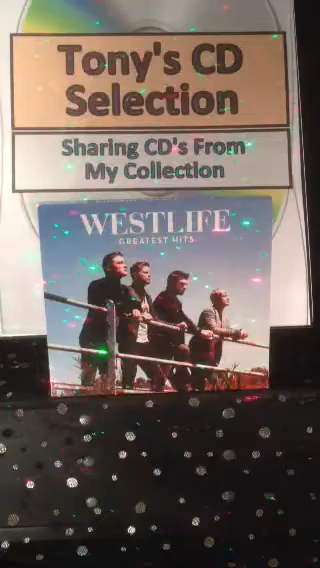 Tony's CD
Selection
Sharing CD's From
My Collection
WESTLIFE
GREATEST HITS